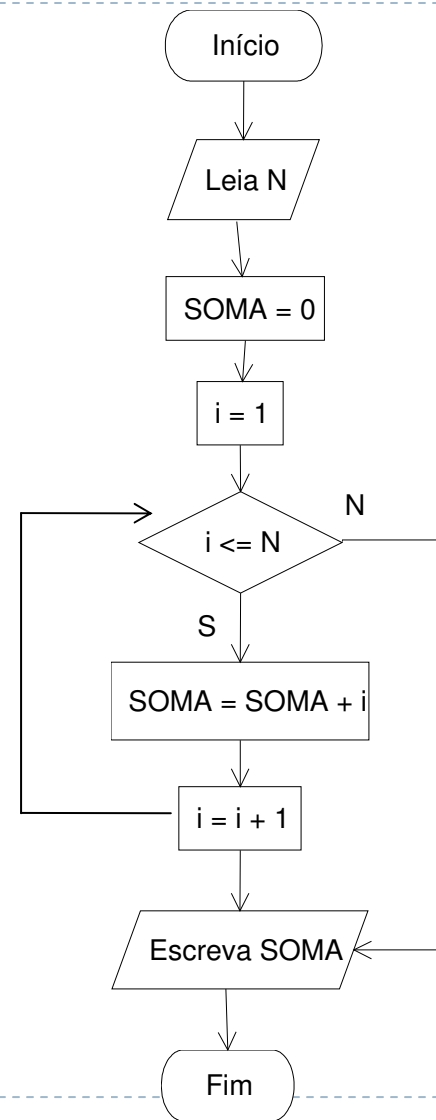 Início
Leia N
SOMA = 0
i = 1
N
i <= N
S
SOMA = SOMA + i
i = i + 1
Escreva SOMA
Fim